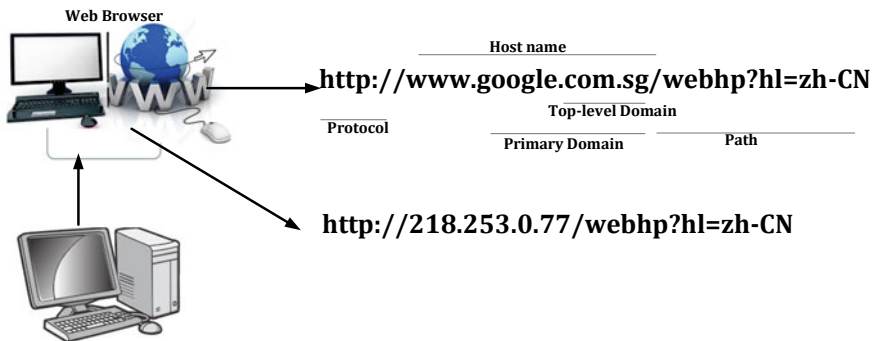 Web Browser
WWW
Host name
http://www.google.com.sg/webhp?hl=zh-CN
Top-level Domain
Protocol
Primary Domain
Path
http://218.253.0.77/webhp?hl=zh-CN